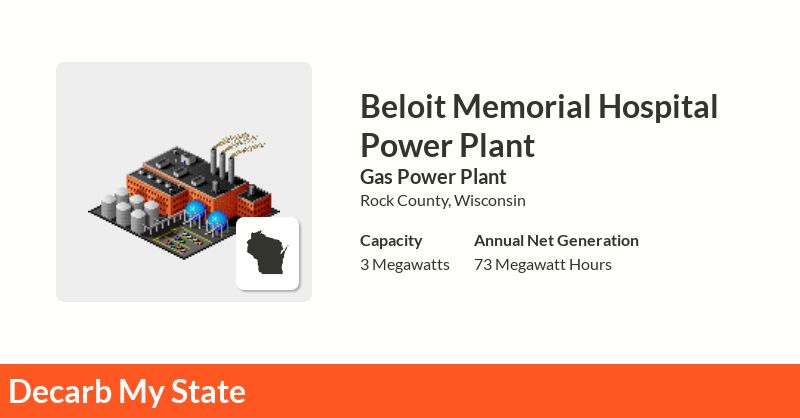 Beloit Memorial Hospital
Power Plant
Gas Power Plant
Rock County, Wisconsin
Capacity
Annual Net Generation
3 Megawatts
73 Megawatt Hours
Decarb My State